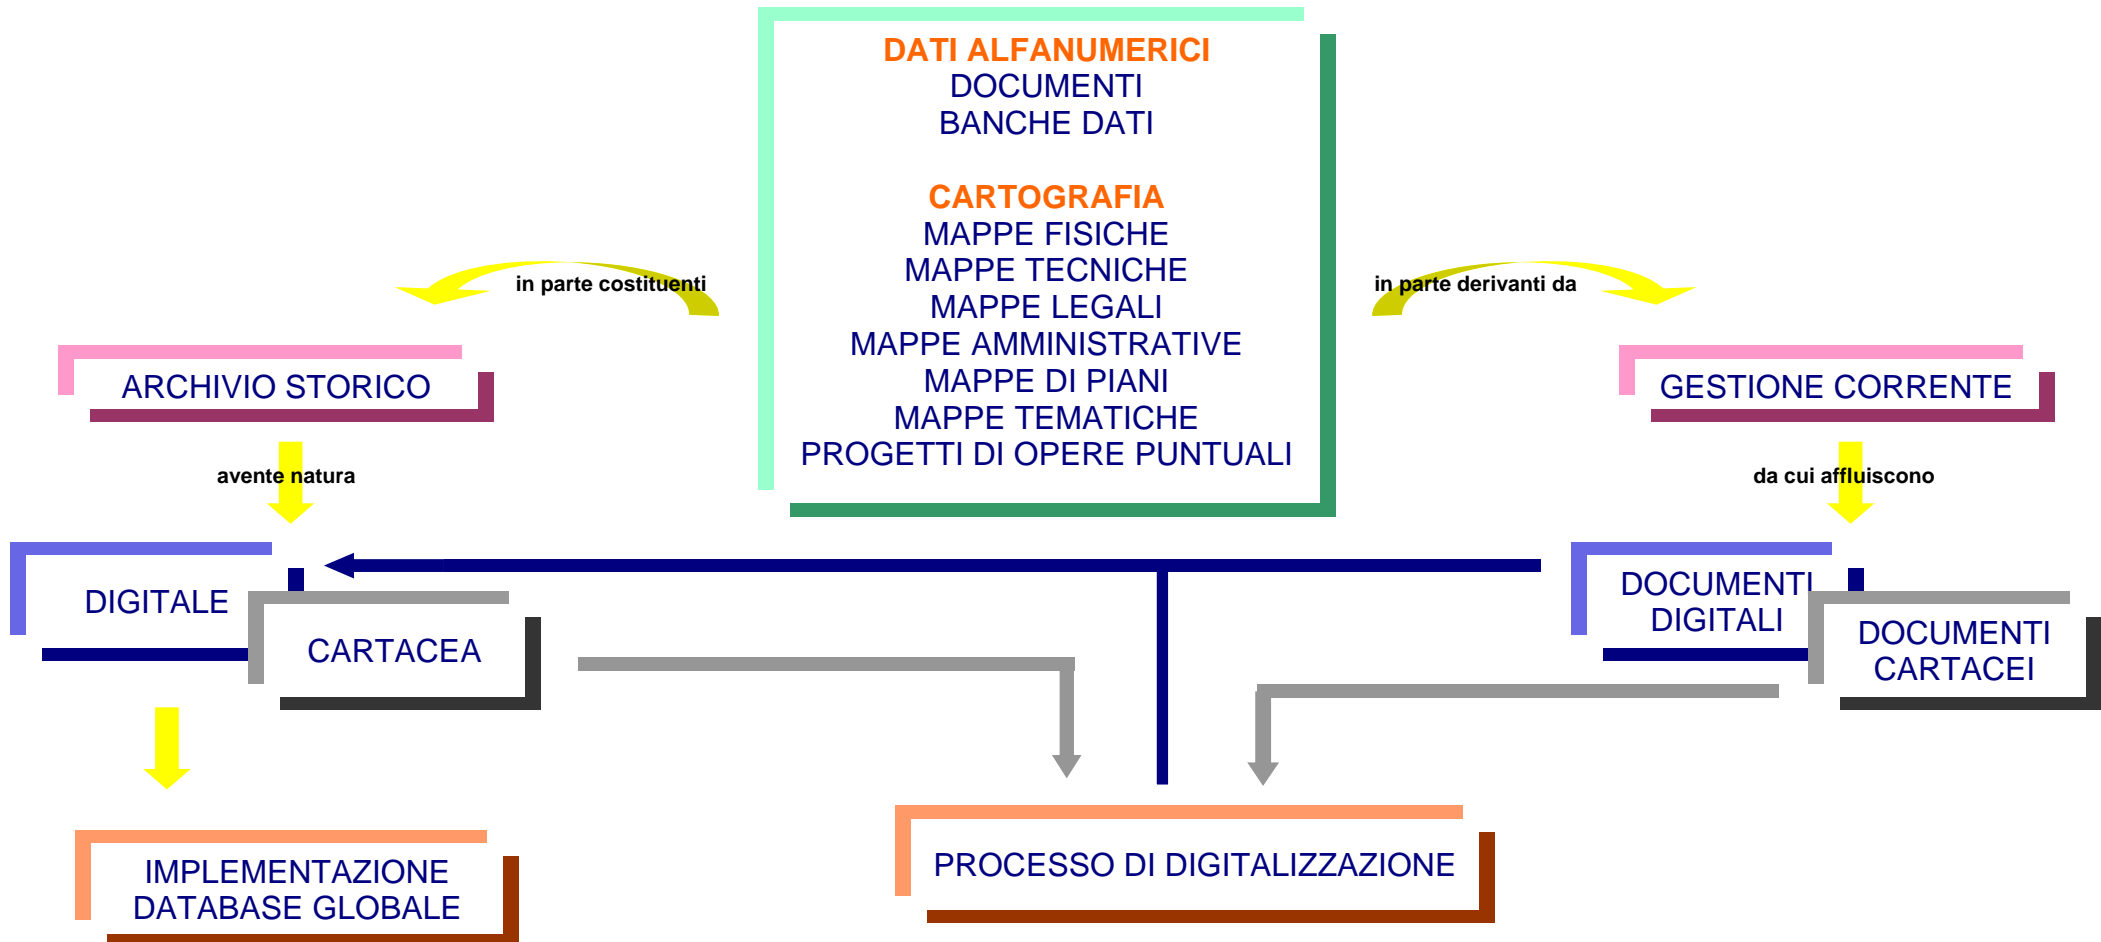 DATI ALFANUMERICI
DOCUMENTI
BANCHE DATI
CARTOGRAFIA
MAPPE FISICHE
MAPPE TECNICHE
MAPPE LEGALI
MAPPE AMMINISTRATIVE
MAPPE DI PIANI
MAPPE TEMATICHE
PROGETTI DI OPERE PUNTUALI
in parte costituenti
in parte derivanti da
ARCHIVIO STORICO
GESTIONE CORRENTE
avente natura
da cui affluiscono
DIGITALE
CARTACEA
DOCUMENTI
DIGITALI
DOCUMENTI
CARTACEI
IMPLEMENTAZIONE
DATABASE GLOBALE
PROCESSO DI DIGITALIZZAZIONE